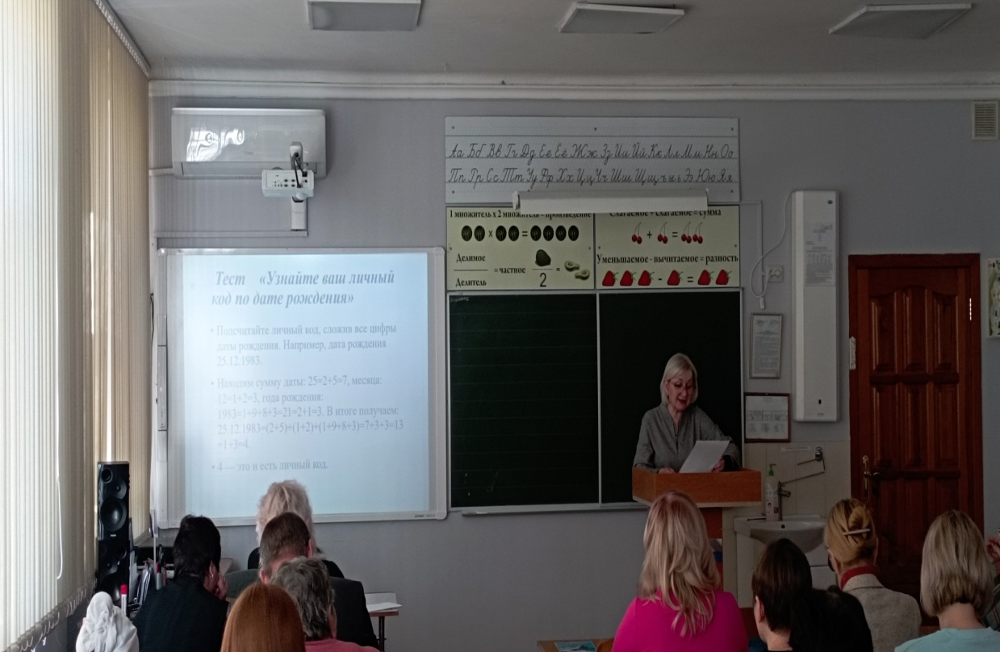 Аа Бб Вв Гг Дд Ее Ёё Жж Зз Ии Йй Кк Лл Мм Нн Оо
Пп Рр Сс Тт Уу Фф Хх Цц Чч Шш Щщ ъ ы ь Ээ Юю Яя
1 множитель х 2 множитель = произведение
х = 
Делимое
Делитель
= частное
2
=
Слагаемое + слагаемое = сумма
+ =
Уменьшаемое - вычитаемое = разность
- =
Тест «Узнайте ваш личный
код по дате рождения»
• Подсчитайте личный код, сложив все цифры
даты рождения. Например, дата рождения
25.12.1983.
• Находим сумму даты: 25=2+5=7, месяца:
12=1+2=3, года рождения:
1983=1+9+8+3=21=2+1=3. В итоге получаем:
25.12.1983=(2+5)+(1+2)+(1+9+8+3)=7+3+3=13
=1+3=4.
• 4 — это и есть личный код.